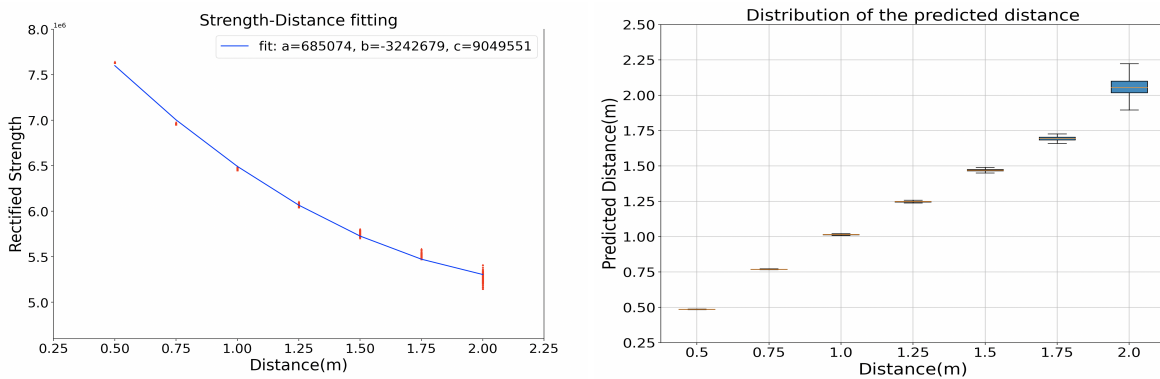 Strength-Distance fitting
1e6
8.0
7.5
7.0
6.5
6.0
5.5
5.0
Rectified Strength
fit: a=685074, b=-3242679, c=9049551
0.25 0.50 0.75 1.00 1.25 1.50 1.75 2.00 2.25
Distance(m)
Distribution of the predicted distance
2.50
2.25
2.00
1.75
1.50
1.25
1.00
0.75
0.50
0.25
Predicted Distance(m)
0.5 0.75 1.0 1.25 1.5 1.75 2.0
Distance(m)